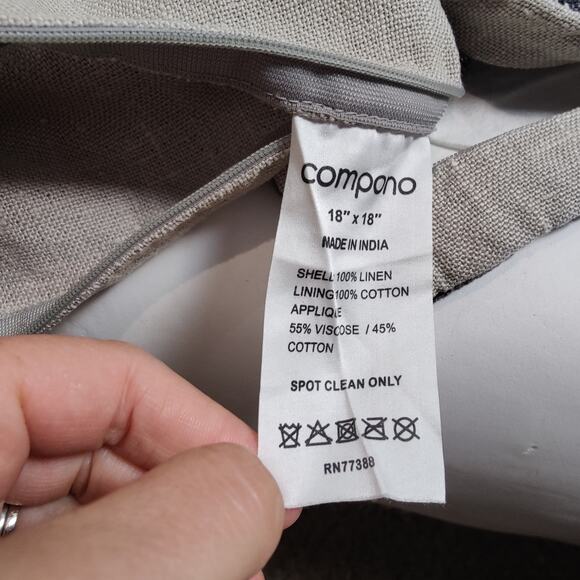 compono
18" x 18"
MADE IN INDIA
SHELL:100% LINEN
LINING:100% COTTON
APPLIQUE
55% VISCOSE / 45%
COTTON
SPOT CLEAN ONLY
RN77388